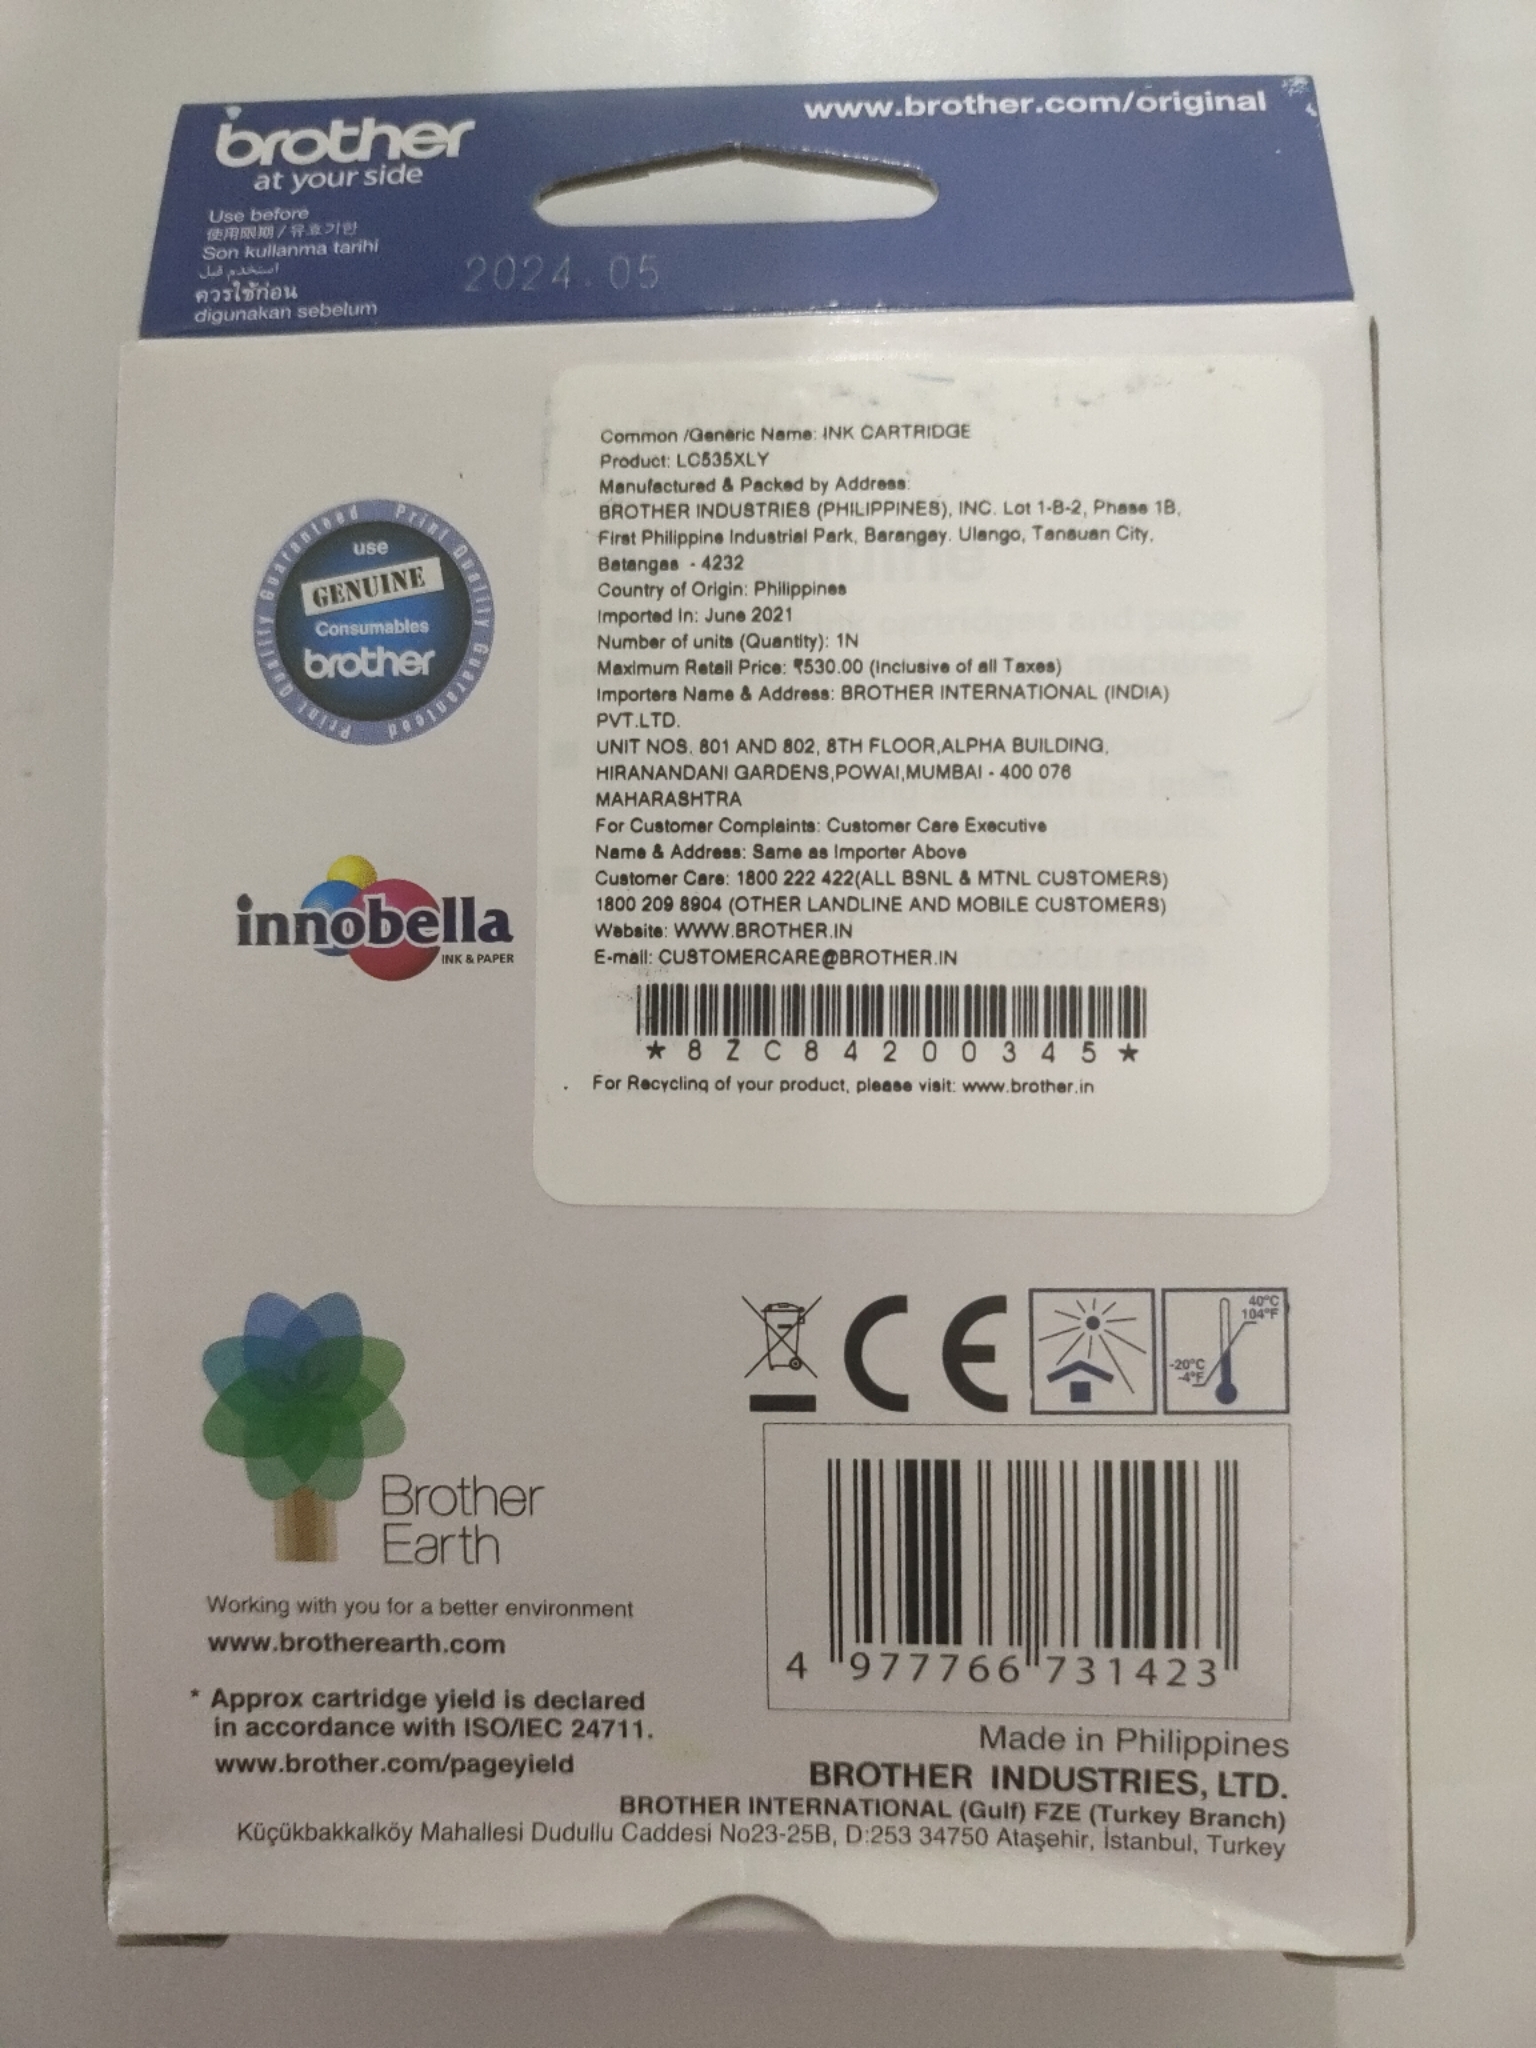 brother
at your side
www.brother.com/original
Use before
使用期限 / 유효기한
Son kullanma tarihi
استخدم قبل
ควรใช้ก่อน
digunakan sebelum
2024.05
Common /Generic Name: INK CARTRIDGE
Product: LC535XLY
Manufactured & Packed by Address:
BROTHER INDUSTRIES (PHILIPPINES), INC. Lot 1-B-2, Phase 1B,
First Philippine Industrial Park, Barangay. Ulango, Tanauan City,
Batangas - 4232
Country of Origin: Philippines
Imported In: June 2021
Number of units (Quantity): 1N
Maximum Retail Price: ₹530.00 (Inclusive of all Taxes)
Importers Name & Address: BROTHER INTERNATIONAL (INDIA)
PVT.LTD.
UNIT NOS. 801 AND 802, 8TH FLOOR,ALPHA BUILDING,
HIRANANDANI GARDENS,POWAI,MUMBAI - 400 076
MAHARASHTRA
For Customer Complaints: Customer Care Executive
Name & Address: Same as Importer Above
Customer Care: 1800 222 422(ALL BSNL & MTNL CUSTOMERS)
1800 209 8904 (OTHER LANDLINE AND MOBILE CUSTOMERS)
Website: WWW.BROTHER.IN
E-mail: CUSTOMERCARE@BROTHER.IN
*8ZC84200345*
For Recycling of your product, please visit: www.brother.in
Print Quality Guaranteed
Print Quality Guaranteed
use
GENUINE
Consumables
brother
innobella
INK & PAPER
CE
40°C
104°F
-20°C
-4°F
Brother
Earth
Working with you for a better environment
www.brotherearth.com
* Approx cartridge yield is declared
in accordance with ISO/IEC 24711.
www.brother.com/pageyield
4 977766 731423
Made in Philippines
BROTHER INDUSTRIES, LTD.
BROTHER INTERNATIONAL (Gulf) FZE (Turkey Branch)
Küçükbakkalköy Mahallesi Dudullu Caddesi No23-25B, D:253 34750 Ataşehir, İstanbul, Turkey